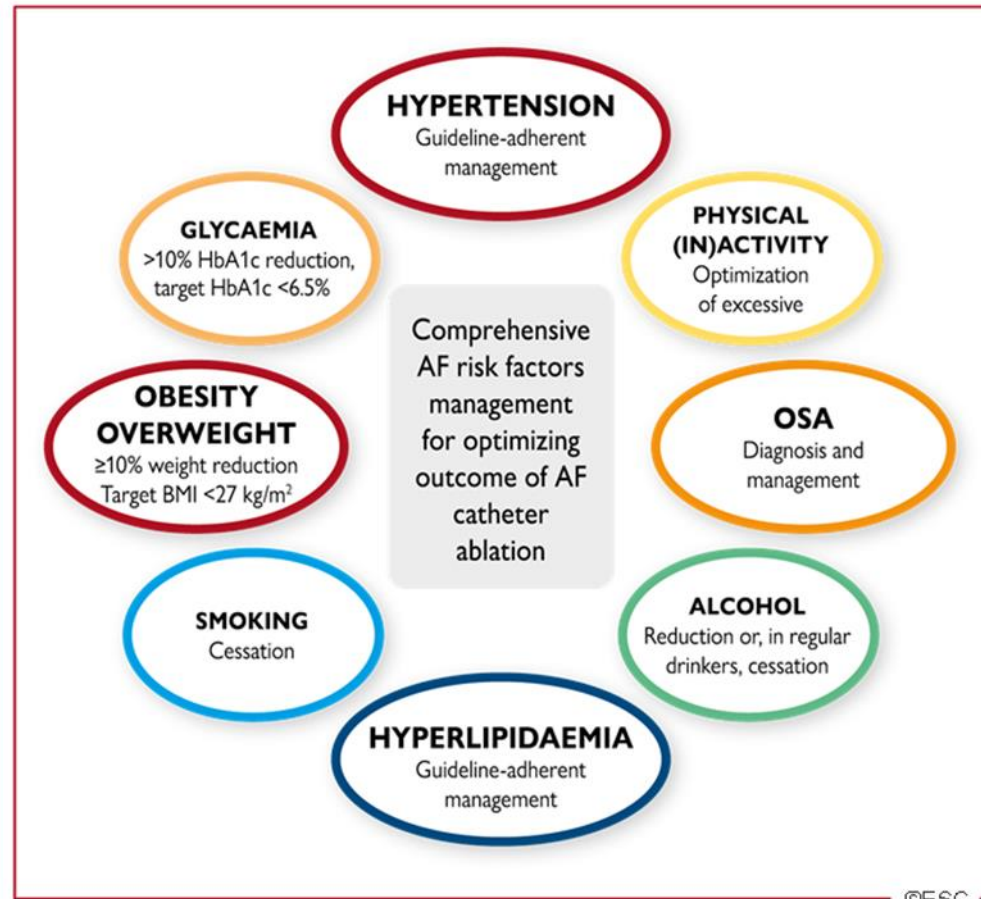 HYPERTENSION
Guideline-adherent
management
GLYCAEMIA
>10% HbA1c reduction,
target HbA1c <6.5%
PHYSICAL
(IN)ACTIVITY
Optimization
of excessive
Comprehensive
AF risk factors
management
for optimizing
outcome of AF
catheter
ablation
OBESITY
OVERWEIGHT
≥10% weight reduction
Target BMI <27 kg/m²
OSA
Diagnosis and
management
SMOKING
Cessation
ALCOHOL
Reduction or, in regular
drinkers, cessation
HYPERLIPIDAEMIA
Guideline-adherent
management
©ESC